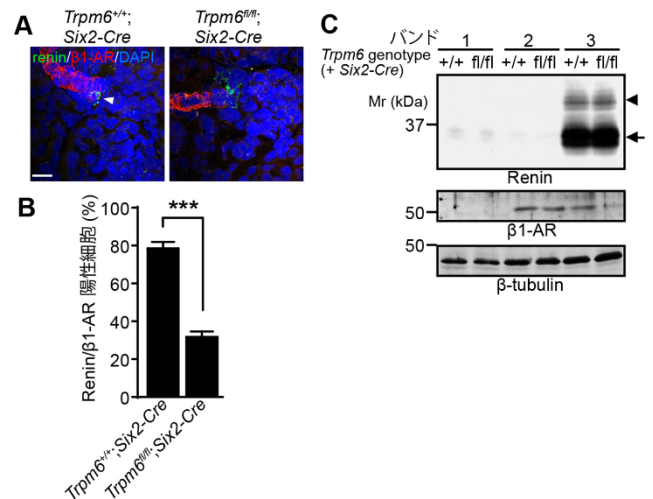 A
Trpm6+/+;
Six2-Cre
Trpm6fl/fl;
Six2-Cre
renin/β1-AR/DAPI
B
Renin/β1-AR 陽性細胞 (%)
80
60
40
20
0
***
Trpm6+/+;Six2-Cre
Trpm6fl/fl;Six2-Cre
C
バンド 1 2 3
Trpm6 genotype
(+ Six2-Cre)
+/+ fl/fl +/+ fl/fl +/+ fl/fl
Mr (kDa)
37
Renin
50
β1-AR
50
β-tubulin